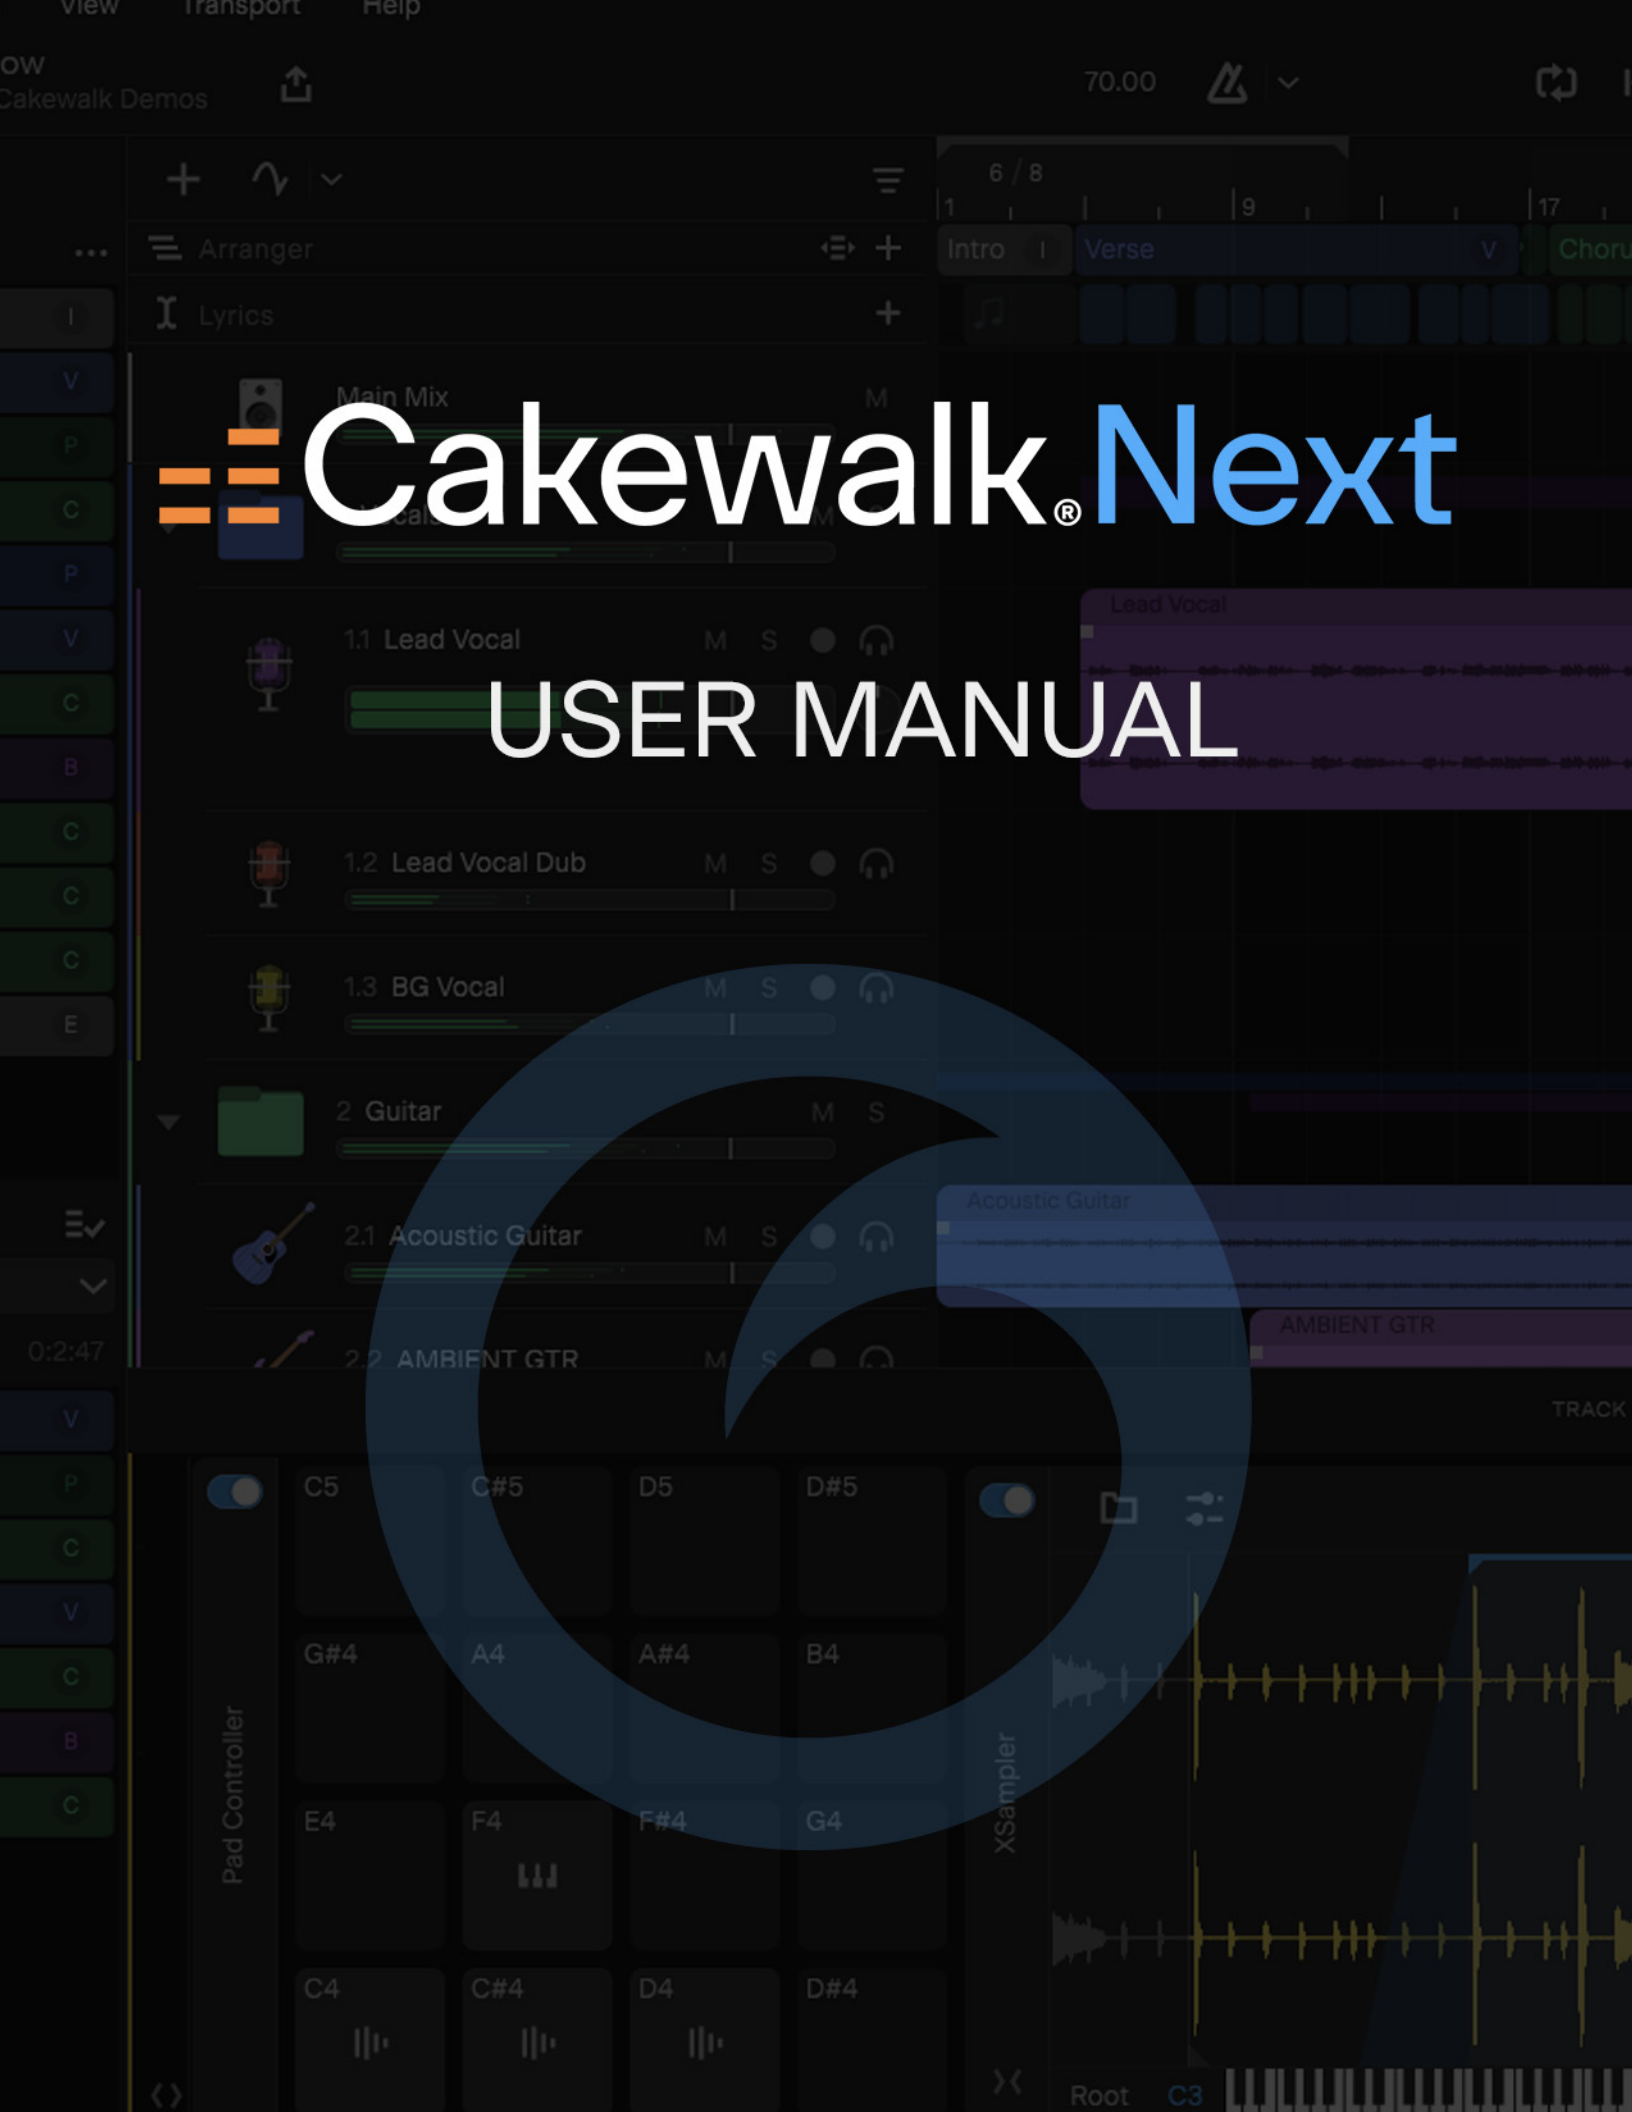 View Transport Help
ow
Cakewalk Demos
70.00
6 / 8
1 9 17
Arranger
Intro I Verse V Choru
Lyrics
I
V
P
C
P
V
C
B
C
C
C
E
Main Mix M
Cakewalk® Next
Vocals M
1.1 Lead Vocal M S
Lead Vocal
USER MANUAL
1.2 Lead Vocal Dub M S
1.3 BG Vocal M S
2 Guitar M S
2.1 Acoustic Guitar M S
Acoustic Guitar
2.2 AMBIENT GTR M S
AMBIENT GTR
0:2:47
TRACK
V
P
C
V
C
B
C
Pad Controller
C5 C#5 D5 D#5
G#4 A4 A#4 B4
E4 F4 F#4 G4
C4 C#4 D4 D#4
XSampler
Root C3